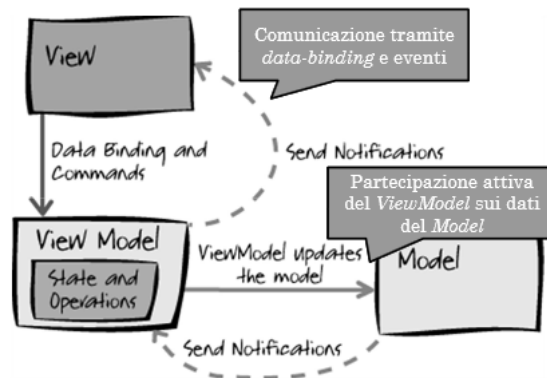 View
Comunicazione tramite
data-binding e eventi
Data Binding and
Commands
Send Notifications
Partecipazione attiva
del ViewModel sui dati
del Model
View Model
State and
Operations
ViewModel updates
the model
Model
Send Notifications